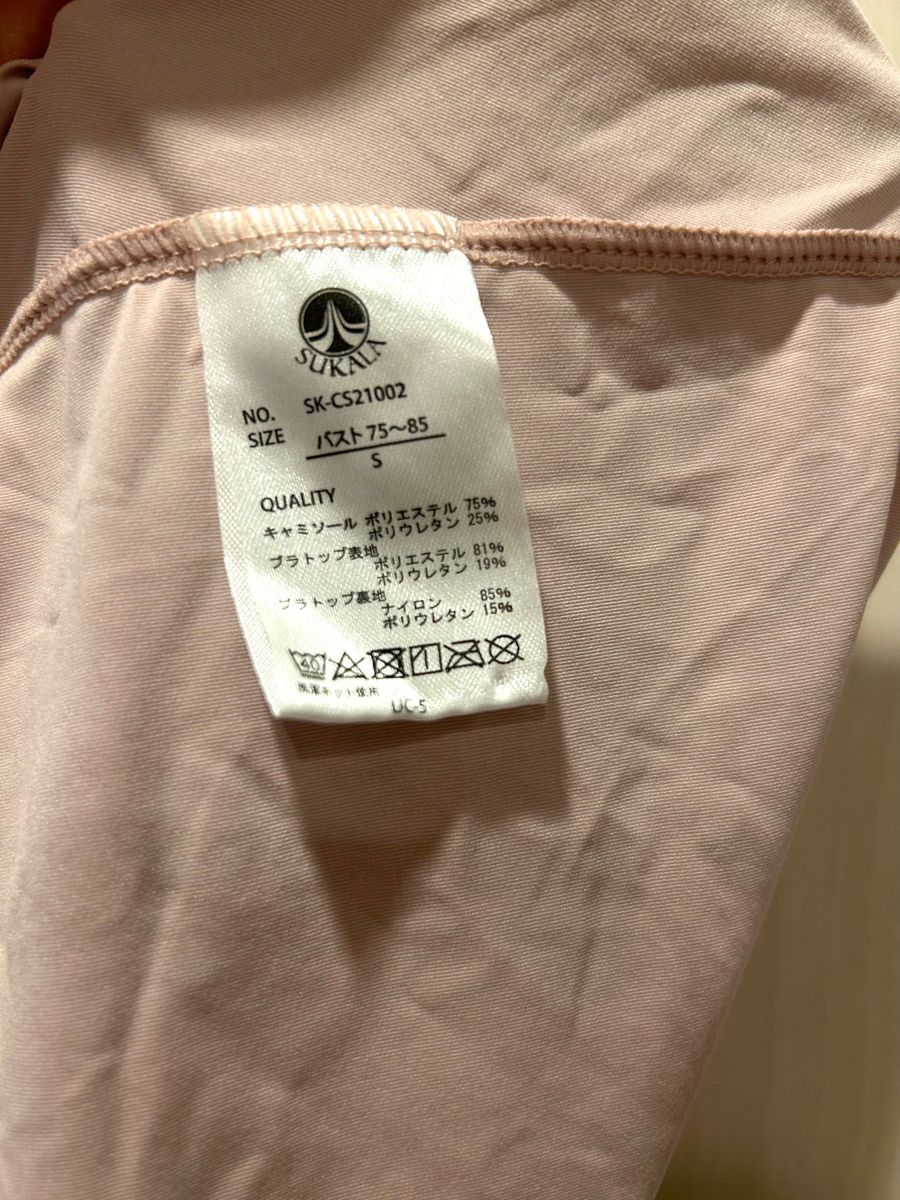 SUKALA
NO. SK-CS21002
SIZE バスト75～85
S
QUALITY
キャミソール ポリエステル 75%
ポリウレタン 25%
ブラトップ表地 ポリエステル 81%
ポリウレタン 19%
ブラトップ裏地 ナイロン 85%
ポリウレタン 15%
40
洗濯ネット使用
UC-5